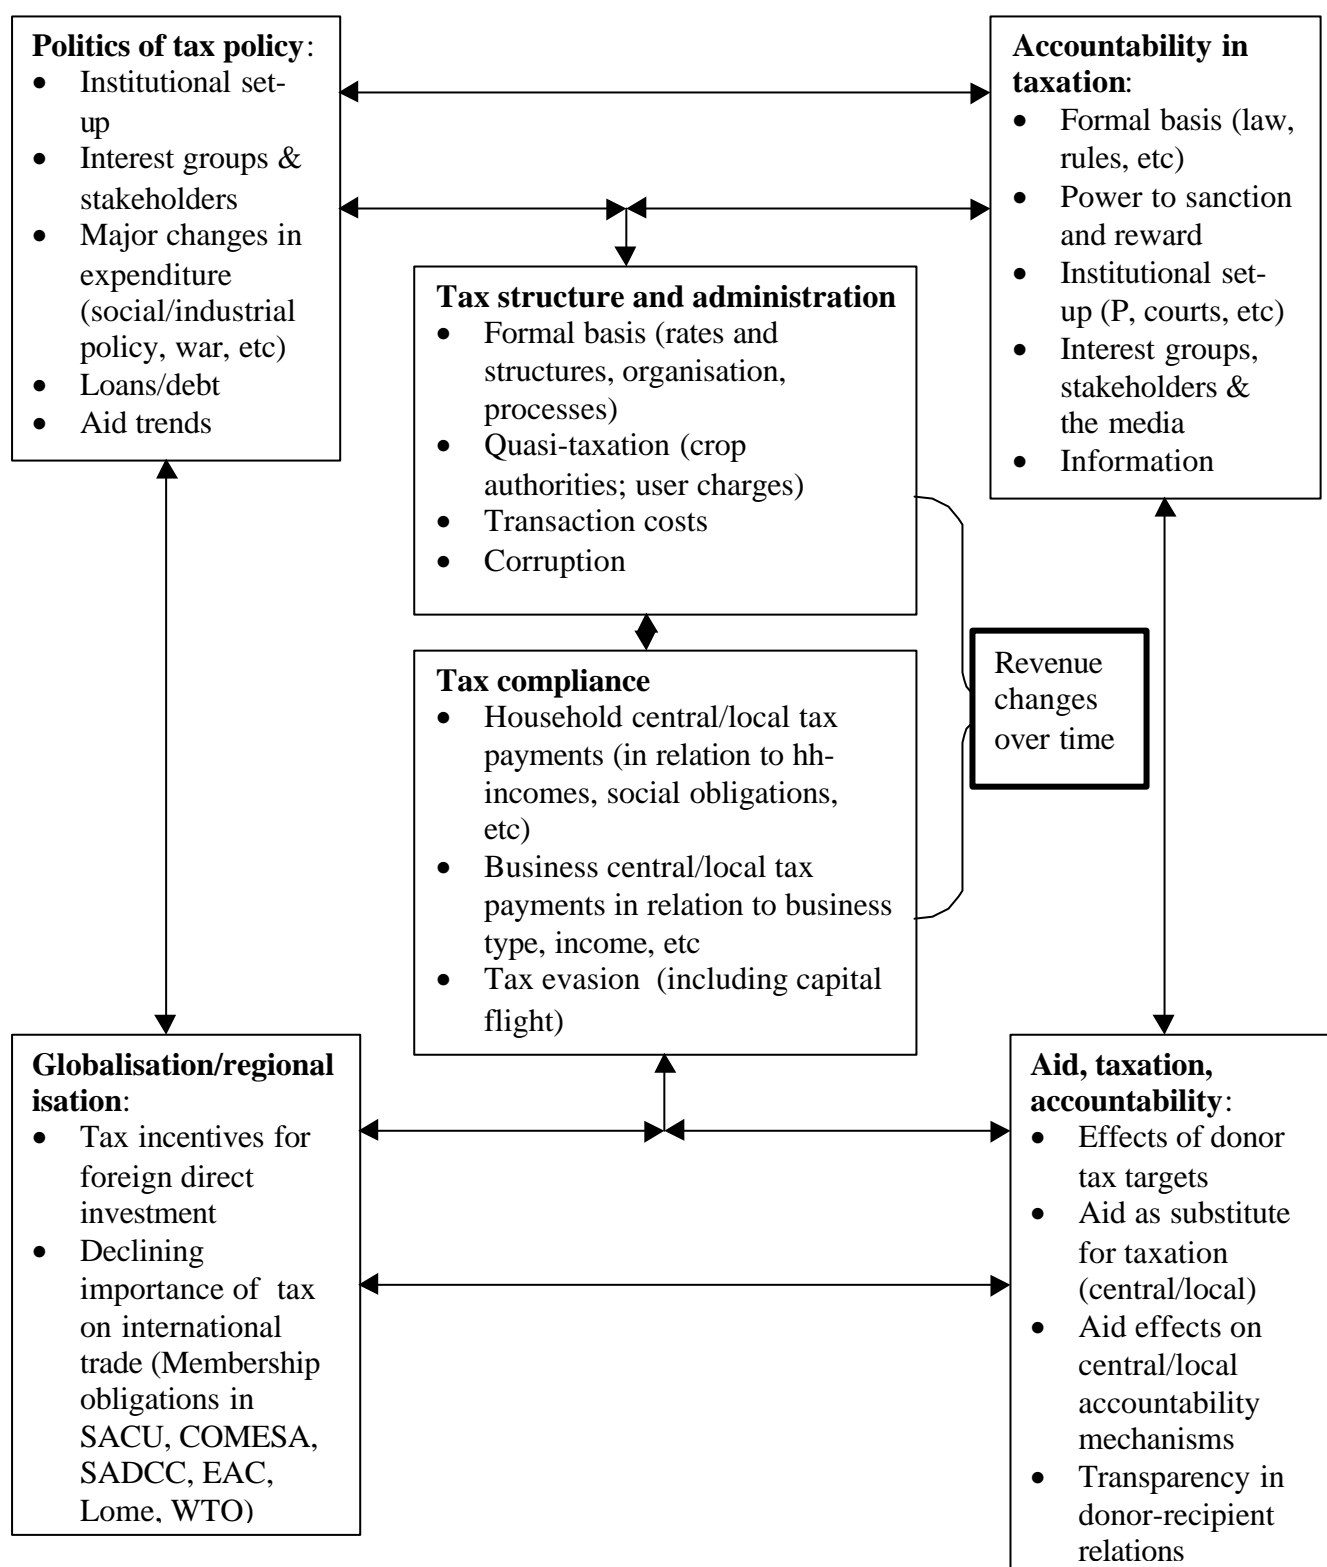 Politics of tax policy:
• Institutional set-
up
• Interest groups &
stakeholders
• Major changes in
expenditure
(social/industrial
policy, war, etc)
• Loans/debt
• Aid trends
Accountability in
taxation:
• Formal basis (law,
rules, etc)
• Power to sanction
and reward
• Institutional set-
up (P, courts, etc)
• Interest groups,
stakeholders &
the media
• Information
Tax structure and administration
• Formal basis (rates and
structures, organisation,
processes)
• Quasi-taxation (crop
authorities; user charges)
• Transaction costs
• Corruption
Revenue
changes
over time
Tax compliance
• Household central/local tax
payments (in relation to hh-
incomes, social obligations,
etc)
• Business central/local tax
payments in relation to business
type, income, etc
• Tax evasion (including capital
flight)
Globalisation/regional
isation:
• Tax incentives for
foreign direct
investment
• Declining
importance of tax
on international
trade (Membership
obligations in
SACU, COMESA,
SADCC, EAC,
Lome, WTO)
Aid, taxation,
accountability:
• Effects of donor
tax targets
• Aid as substitute
for taxation
(central/local)
• Aid effects on
central/local
accountability
mechanisms
• Transparency in
donor-recipient
relations